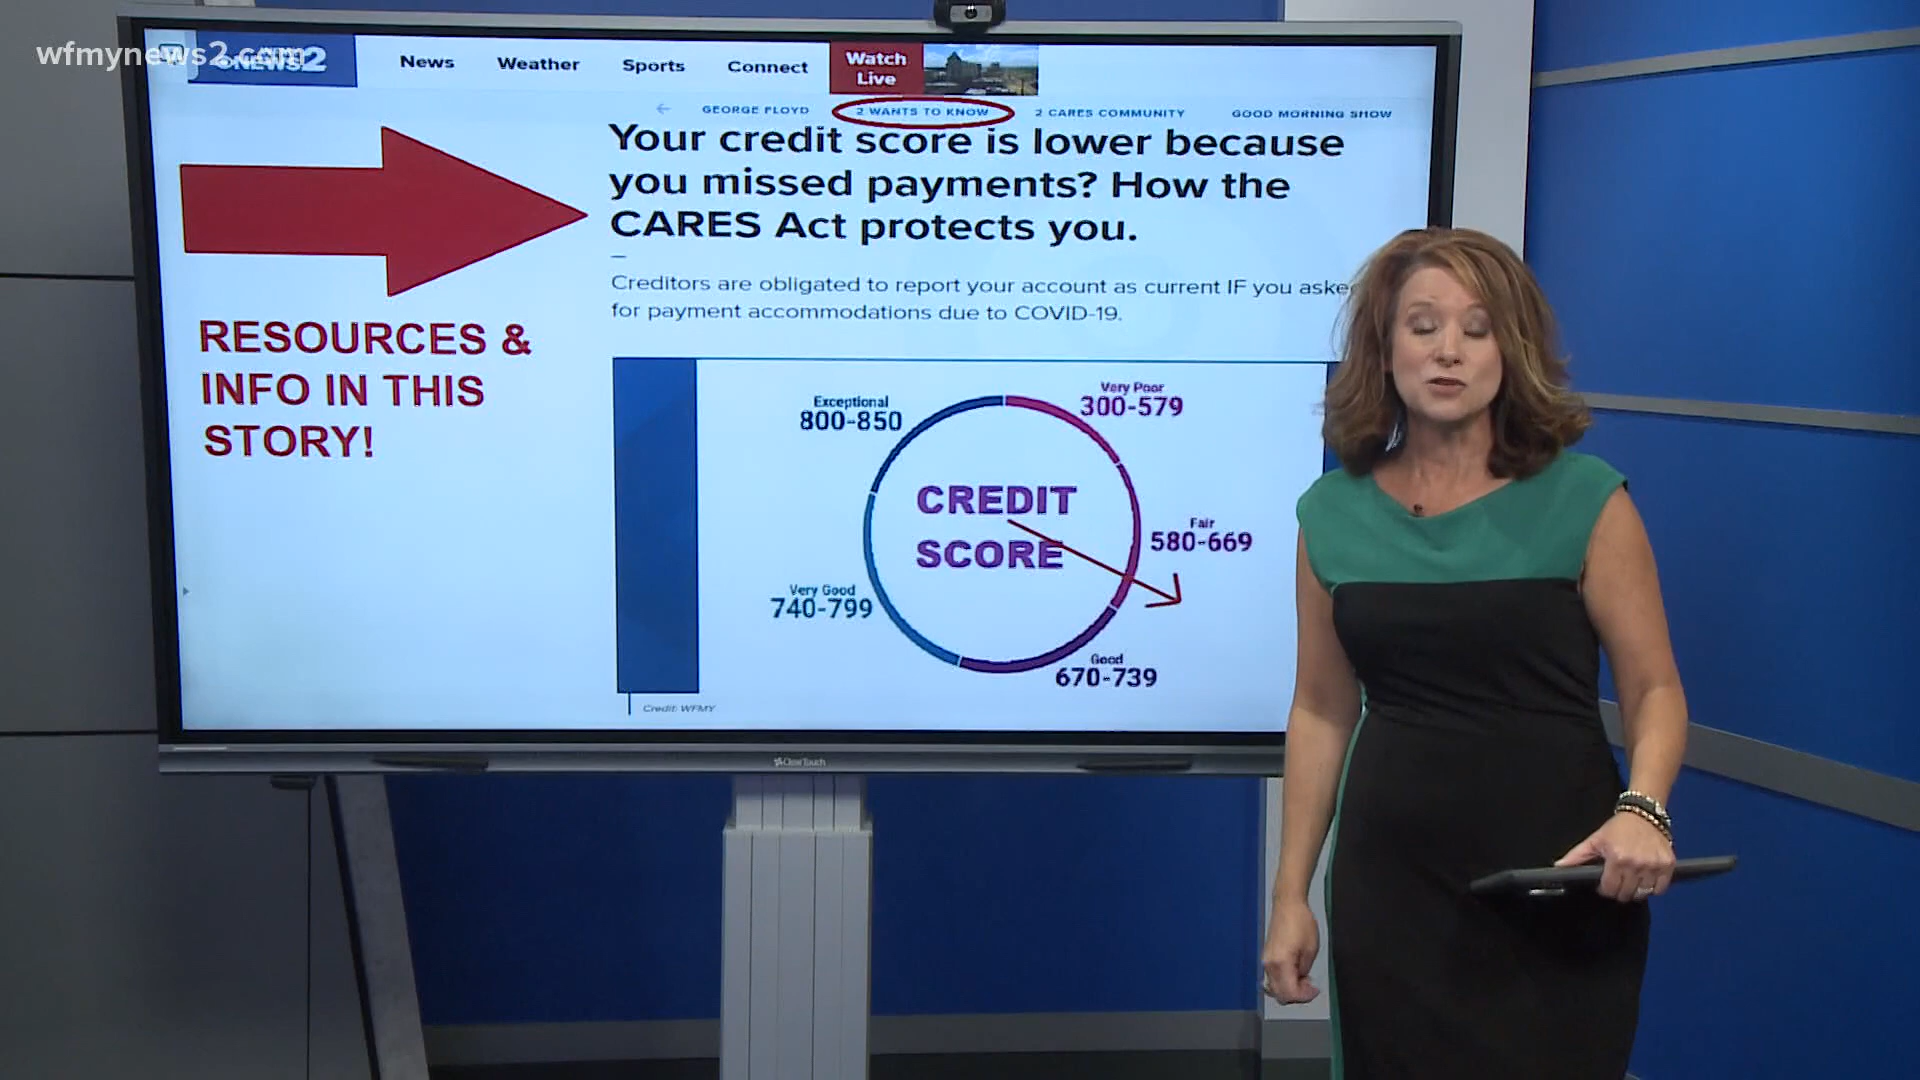 wfmynews2.com
NEWS 2
News Weather Sports Connect Watch Live
GEORGE FLOYD 2 WANTS TO KNOW 2 CARES COMMUNITY GOOD MORNING SHOW
Your credit score is lower because
you missed payments? How the
CARES Act protects you.
Creditors are obligated to report your account as current IF you aske
for payment accommodations due to COVID-19.
RESOURCES &
INFO IN THIS
STORY!
Exceptional
800-850
Very Poor
300-579
CREDIT
SCORE
Fair
580-669
Very Good
740-799
Good
670-739
Credit: WFMY
ClearTouch